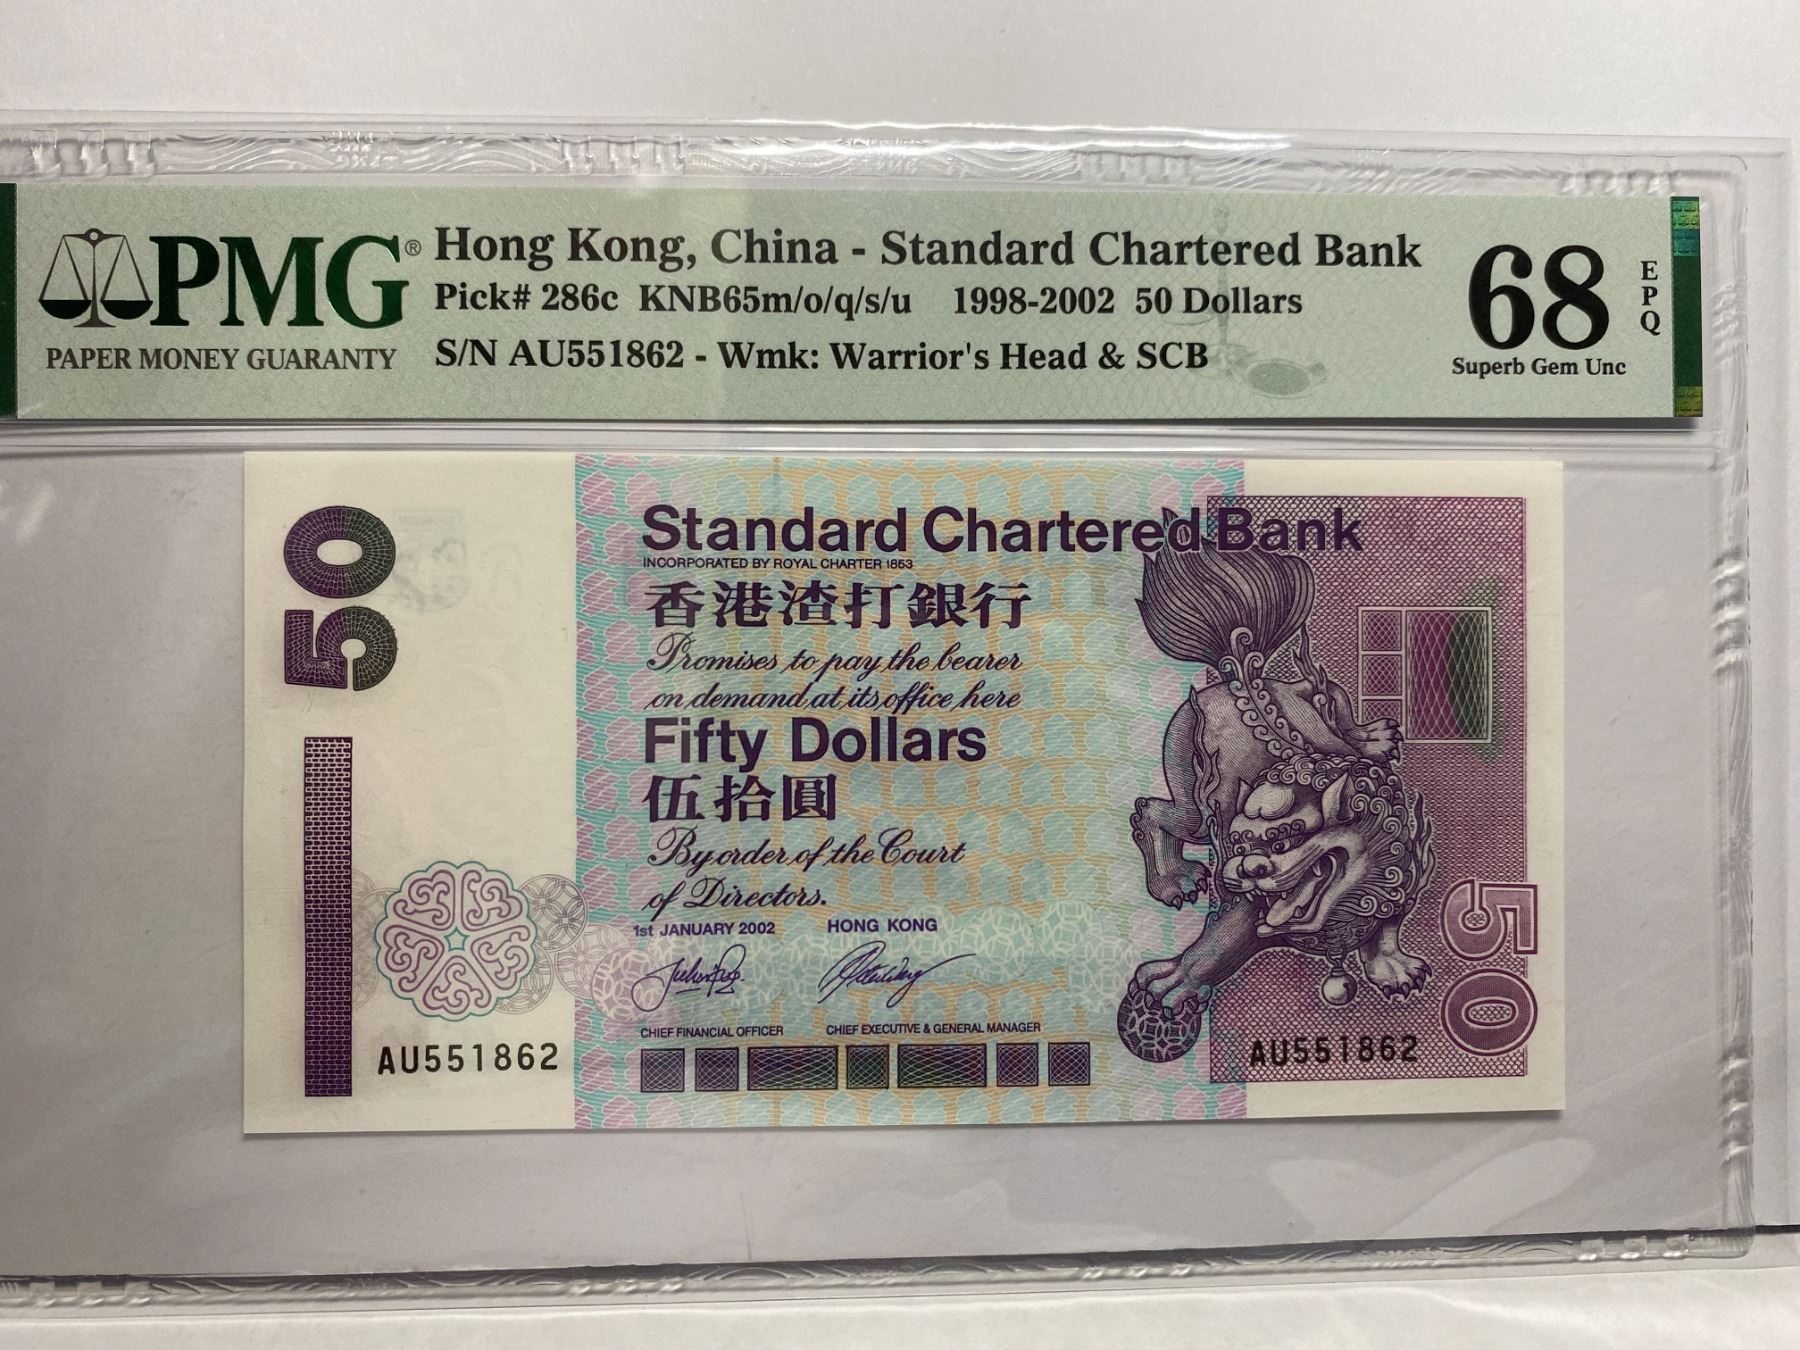 PMG®
PAPER MONEY GUARANTY
Hong Kong, China - Standard Chartered Bank
Pick# 286c KNB65m/o/q/s/u 1998-2002 50 Dollars
S/N AU551862 - Wmk: Warrior's Head & SCB
68
EPQ
Superb Gem Unc
50
Standard Chartered Bank
INCORPORATED BY ROYAL CHARTER 1853
香港渣打銀行
Promises to pay the bearer
on demand at its office here
Fifty Dollars
伍拾圓
By order of the Court
of Directors.
1st JANUARY 2002 HONG KONG
CHIEF FINANCIAL OFFICER CHIEF EXECUTIVE & GENERAL MANAGER
AU551862
AU551862
50